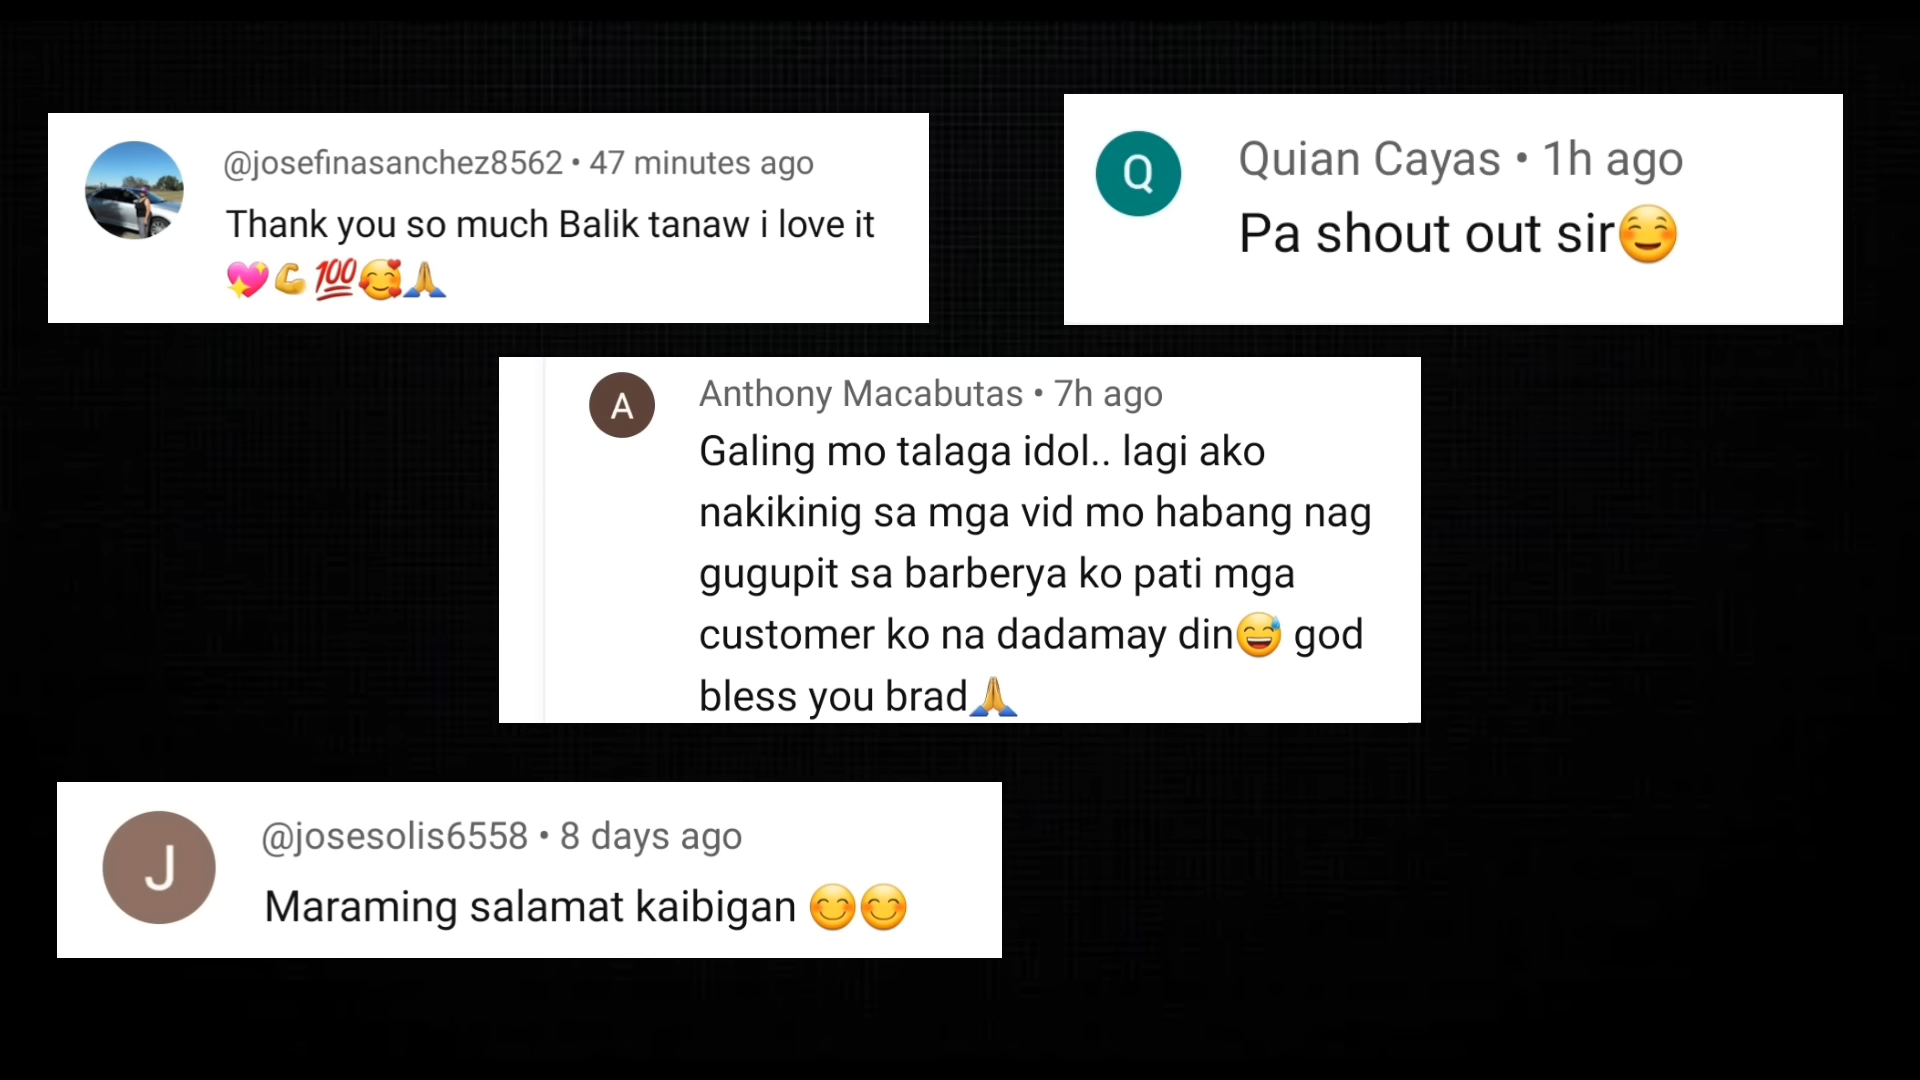 @josefinasanchez8562 • 47 minutes ago
Thank you so much Balik tanaw i love it
💖💪💯🥰🙏
Q
Quian Cayas • 1h ago
Pa shout out sir😊
A
Anthony Macabutas • 7h ago
Galing mo talaga idol.. lagi ako
nakikinig sa mga vid mo habang nag
gugupit sa barberya ko pati mga
customer ko na dadamay din😅 god
bless you brad🙏
J
@josesolis6558 • 8 days ago
Maraming salamat kaibigan 😊😊